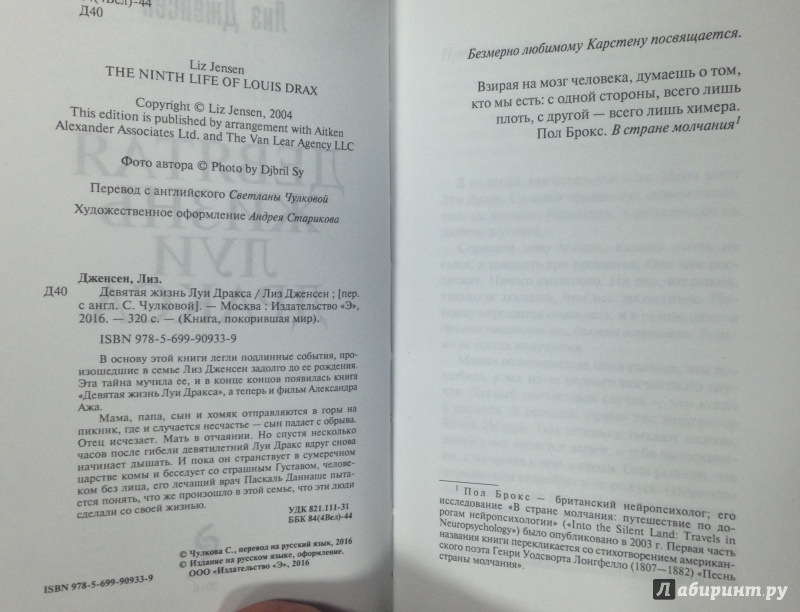 (4Вел)-44
Д40
Liz Jensen
THE NINTH LIFE OF LOUIS DRAX
Copyright © Liz Jensen, 2004
This edition is published by arrangement with Aitken
Alexander Associates Ltd. and The Van Lear Agency LLC
Фото автора © Photo by Djbril Sy
Перевод с английского Светланы Чулковой
Художественное оформление Андрея Старикова
Дженсен, Лиз.
Д40 Девятая жизнь Луи Дракса / Лиз Дженсен ; [пер.
с англ. С. Чулковой]. — Москва : Издательство «Э»,
2016. — 320 с. — (Книга, покорившая мир).
ISBN 978-5-699-90933-9
В основу этой книги легли подлинные события, про-
изошедшие в семье Лиз Дженсен задолго до ее рождения.
Эта тайна мучила ее, и в конце концов появилась книга
«Девятая жизнь Луи Дракса», а теперь и фильм Александра
Ажа.
Мама, папа, сын и хомяк отправляются в горы на
пикник, где и случается несчастье — сын падает с обрыва.
Отец исчезает. Мать в отчаянии. Но спустя несколько
часов после гибели девятилетний Луи Дракс вдруг снова
начинает дышать. И пока он странствует в сумеречном
царстве комы и беседует со страшным Густавом, челове-
ком без лица, его лечащий врач Паскаль Даннаше пыта-
ется понять, что же произошло в этой семье, что эти люди
сделали со своей жизнью.
УДК 821.111-31
ББК 84(4Вел)-44
© Чулкова С., перевод на русский язык, 2016
© Издание на русском языке, оформление.
ООО «Издательство «Э», 2016
ISBN 978-5-699-90933-9
Безмерно любимому Карстену посвящается.
Взирая на мозг человека, думаешь о том,
кто мы есть: с одной стороны, всего лишь
плоть, с другой — всего лишь химера.
Пол Брокс. В стране молчания¹
¹ Пол Брокс — британский нейропсихолог; его
исследование «В стране молчания: путешествие по до-
рогам нейропсихологии» («Into the Silent Land: Travels in
Neuropsychology») было опубликовано в 2003 г. Первая часть
названия книги перекликается со стихотворением американ-
ского поэта Генри Уодсворта Лонгфелло (1807—1882) «Песнь
страны молчания».
Лабиринт.ру